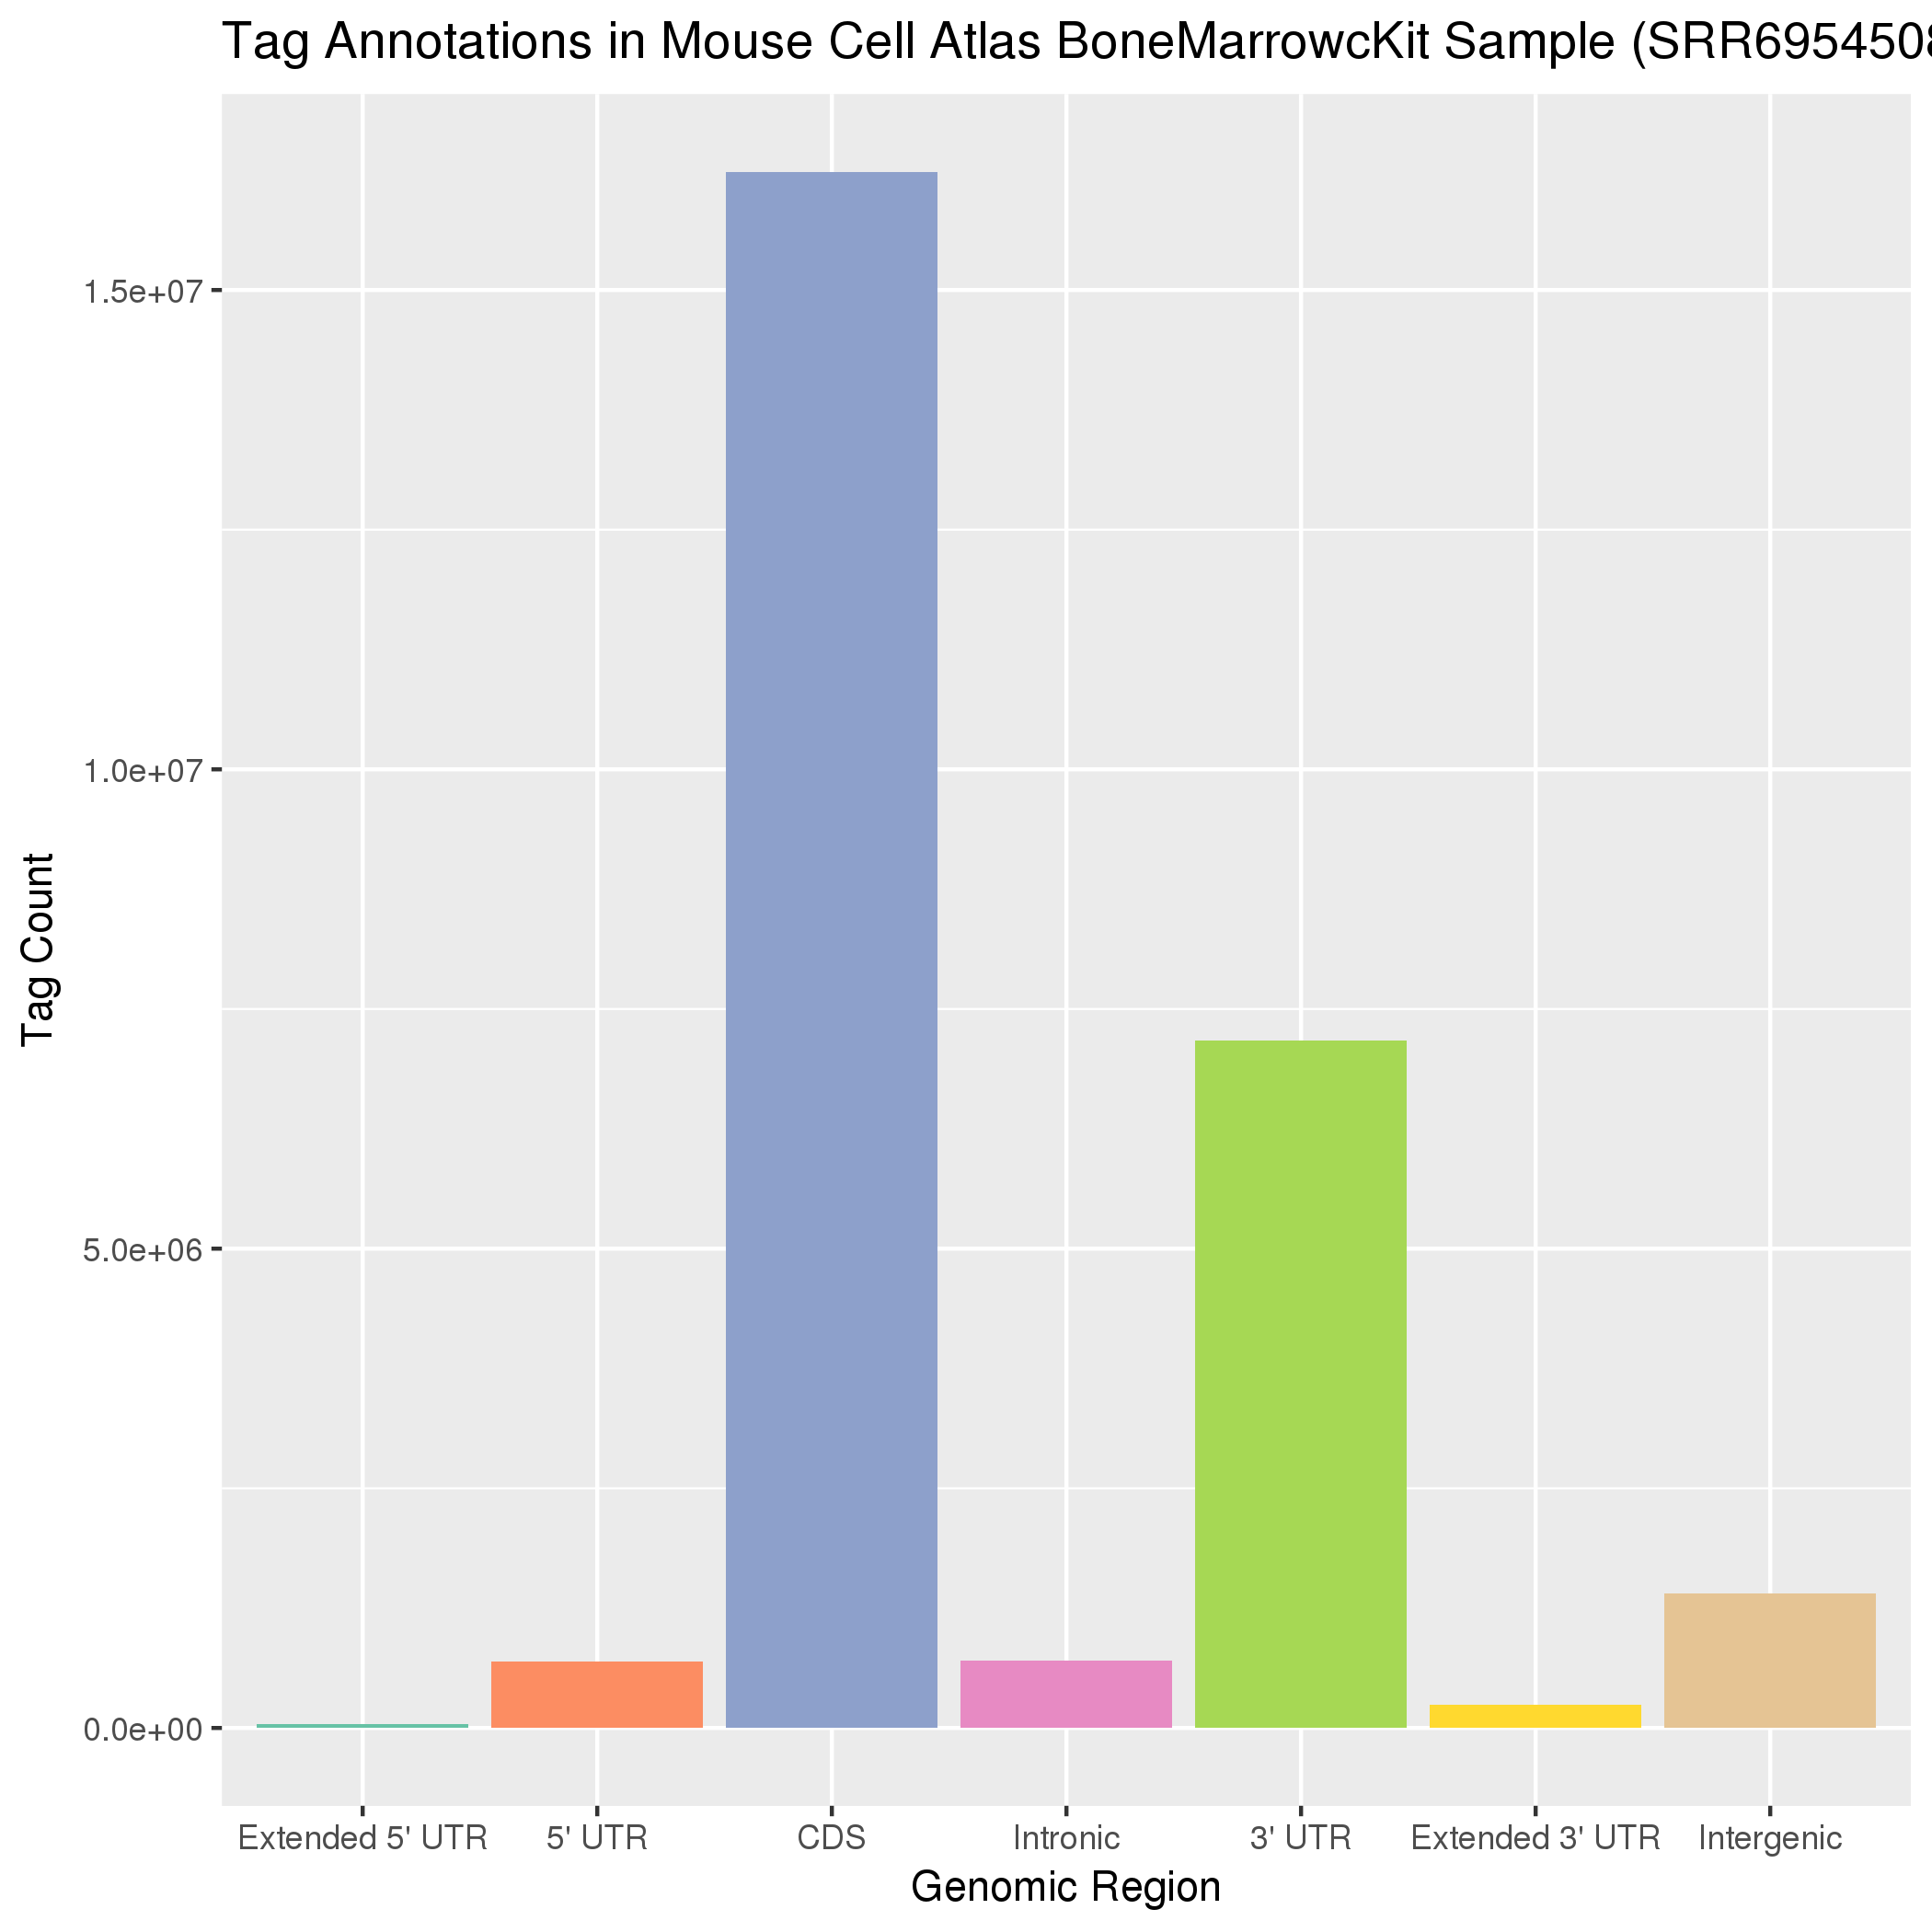 Tag Annotations in Mouse Cell Atlas BoneMarrowcKit Sample (SRR6954508
1.5e+07
1.0e+07
5.0e+06
0.0e+00
Tag Count
Extended 5' UTR 5' UTR CDS Intronic 3' UTR Extended 3' UTR Intergenic
Genomic Region